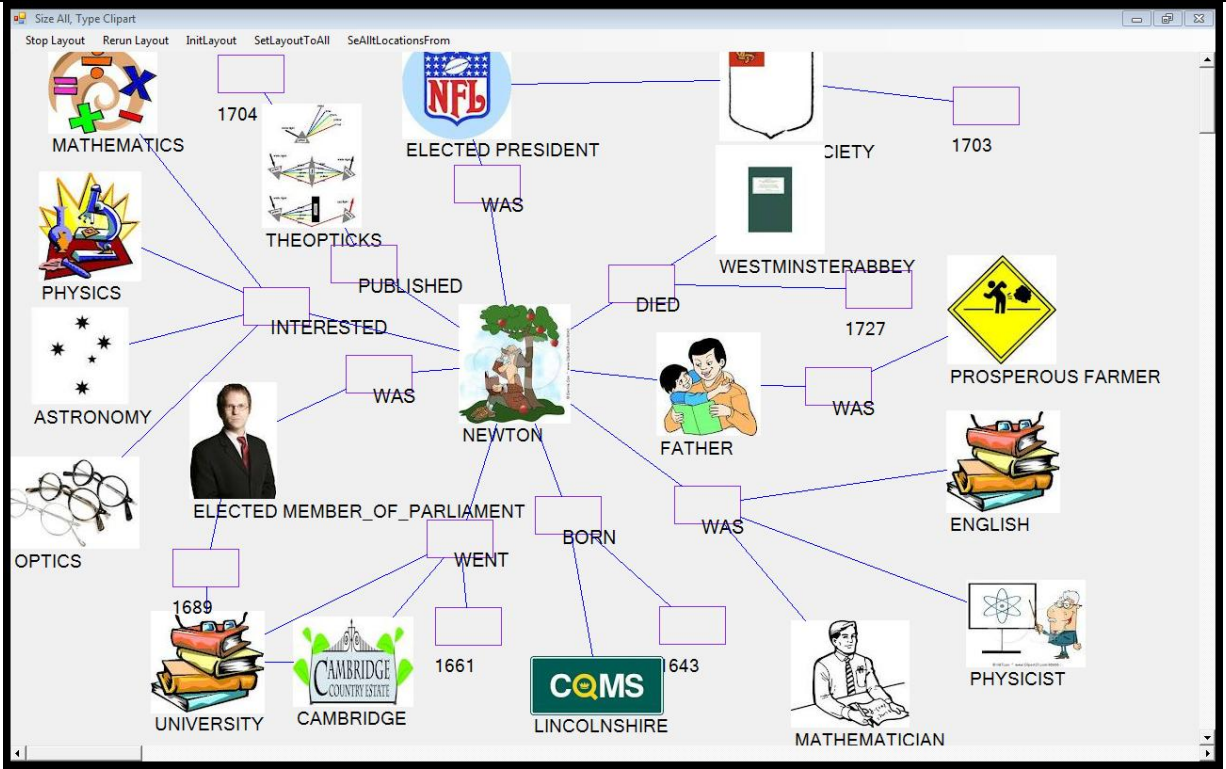 Size All, Type Clipart
Stop Layout Rerun Layout InitLayout SetLayoutToAll SeAlltLocationsFrom
MATHEMATICS
1704
NFL
ELECTED PRESIDENT
CIETY
1703
WAS
THEOPTICKS
PHYSICS
PUBLISHED
WESTMINSTERABBEY
DIED
1727
INTERESTED
PROSPEROUS FARMER
ASTRONOMY
WAS
NEWTON
FATHER
WAS
ELECTED MEMBER_OF_PARLIAMENT
OPTICS
WENT
BORN
WAS
ENGLISH
1689
1661
643
CAMBRIDGE
COUNTRY ESTATE
UNIVERSITY
CAMBRIDGE
CQMS
LINCOLNSHIRE
PHYSICIST
MATHEMATICIAN